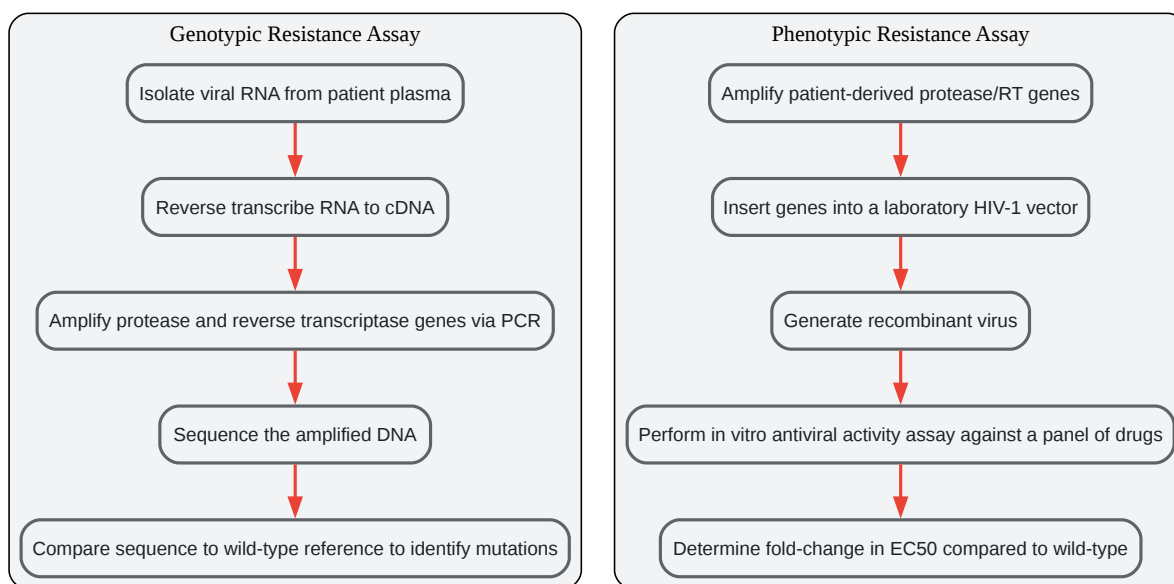 Genotypic Resistance Assay
Isolate viral RNA from patient plasma
Reverse transcribe RNA to cDNA
Amplify protease and reverse transcriptase genes via PCR
Sequence the amplified DNA
Compare sequence to wild-type reference to identify mutations
Phenotypic Resistance Assay
Amplify patient-derived protease/RT genes
Insert genes into a laboratory HIV-1 vector
Generate recombinant virus
Perform in vitro antiviral activity assay against a panel of drugs
Determine fold-change in EC50 compared to wild-type